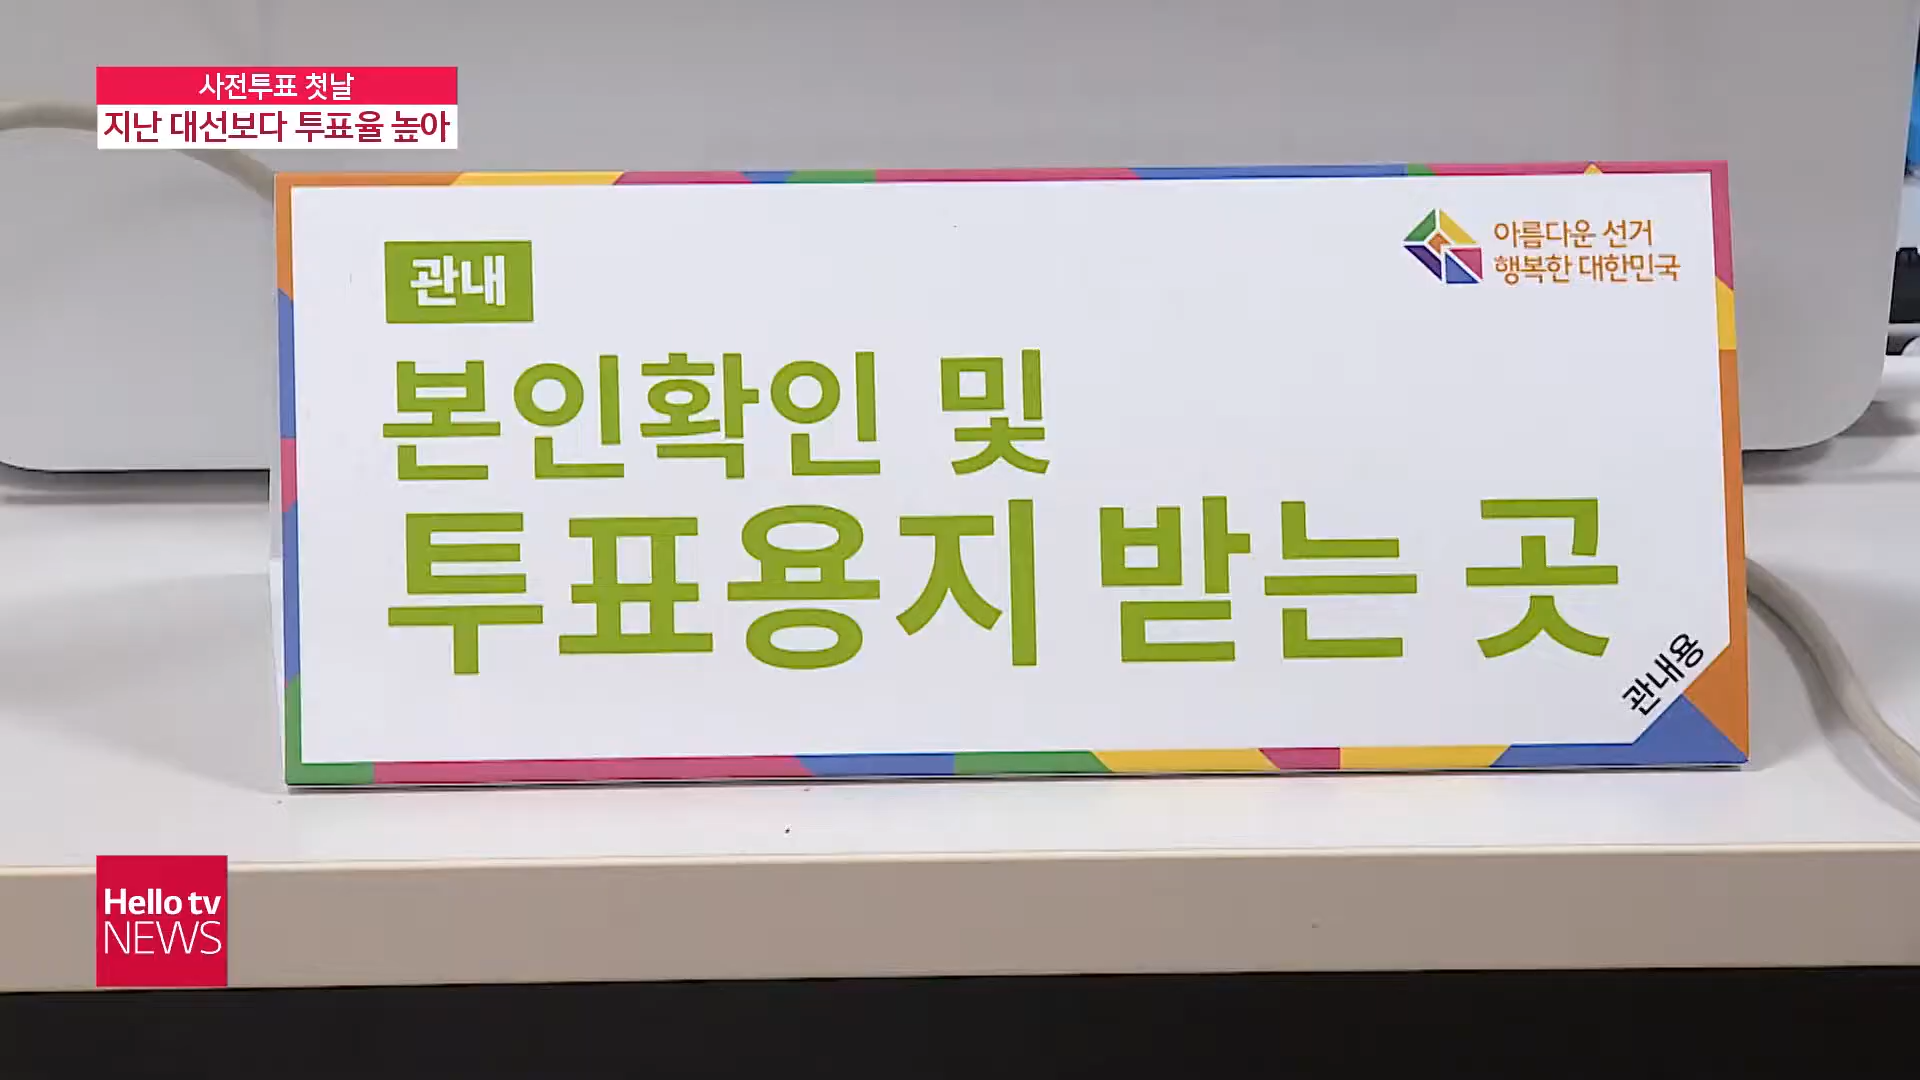 사전투표 첫날
지난 대선보다 투표율 높아
관내
아름다운 선거
행복한 대한민국
본인확인 및
투표용지 받는 곳
관내용
Hello tv
NEWS